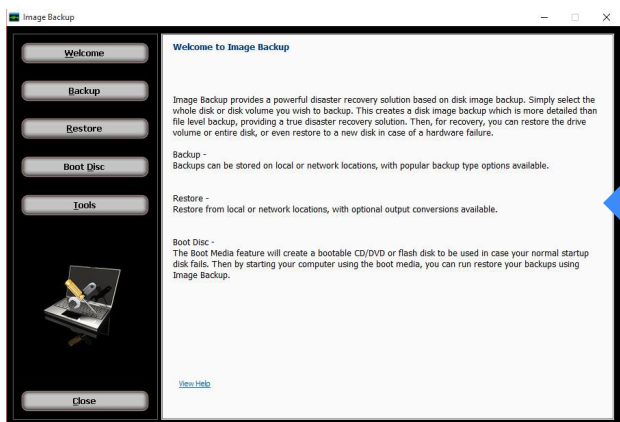 Image Backup
Welcome
Backup
Restore
Boot Disc
Tools
Close
Welcome to Image Backup
Image Backup provides a powerful disaster recovery solution based on disk image backup. Simply select the
whole disk or disk volume you wish to backup. This creates a disk image backup which is more detailed than
file level backup, providing a true disaster recovery solution. Then, for recovery, you can restore the drive
volume or entire disk, or even restore to a new disk in case of a hardware failure.
Backup -
Backups can be stored on local or network locations, with popular backup type options available.
Restore -
Restore from local or network locations, with optional output conversions available.
Boot Disc -
The Boot Media feature will create a bootable CD/DVD or flash disk to be used in case your normal startup
disk fails. Then by starting your computer using the boot media, you can run restore your backups using
Image Backup.
View Help